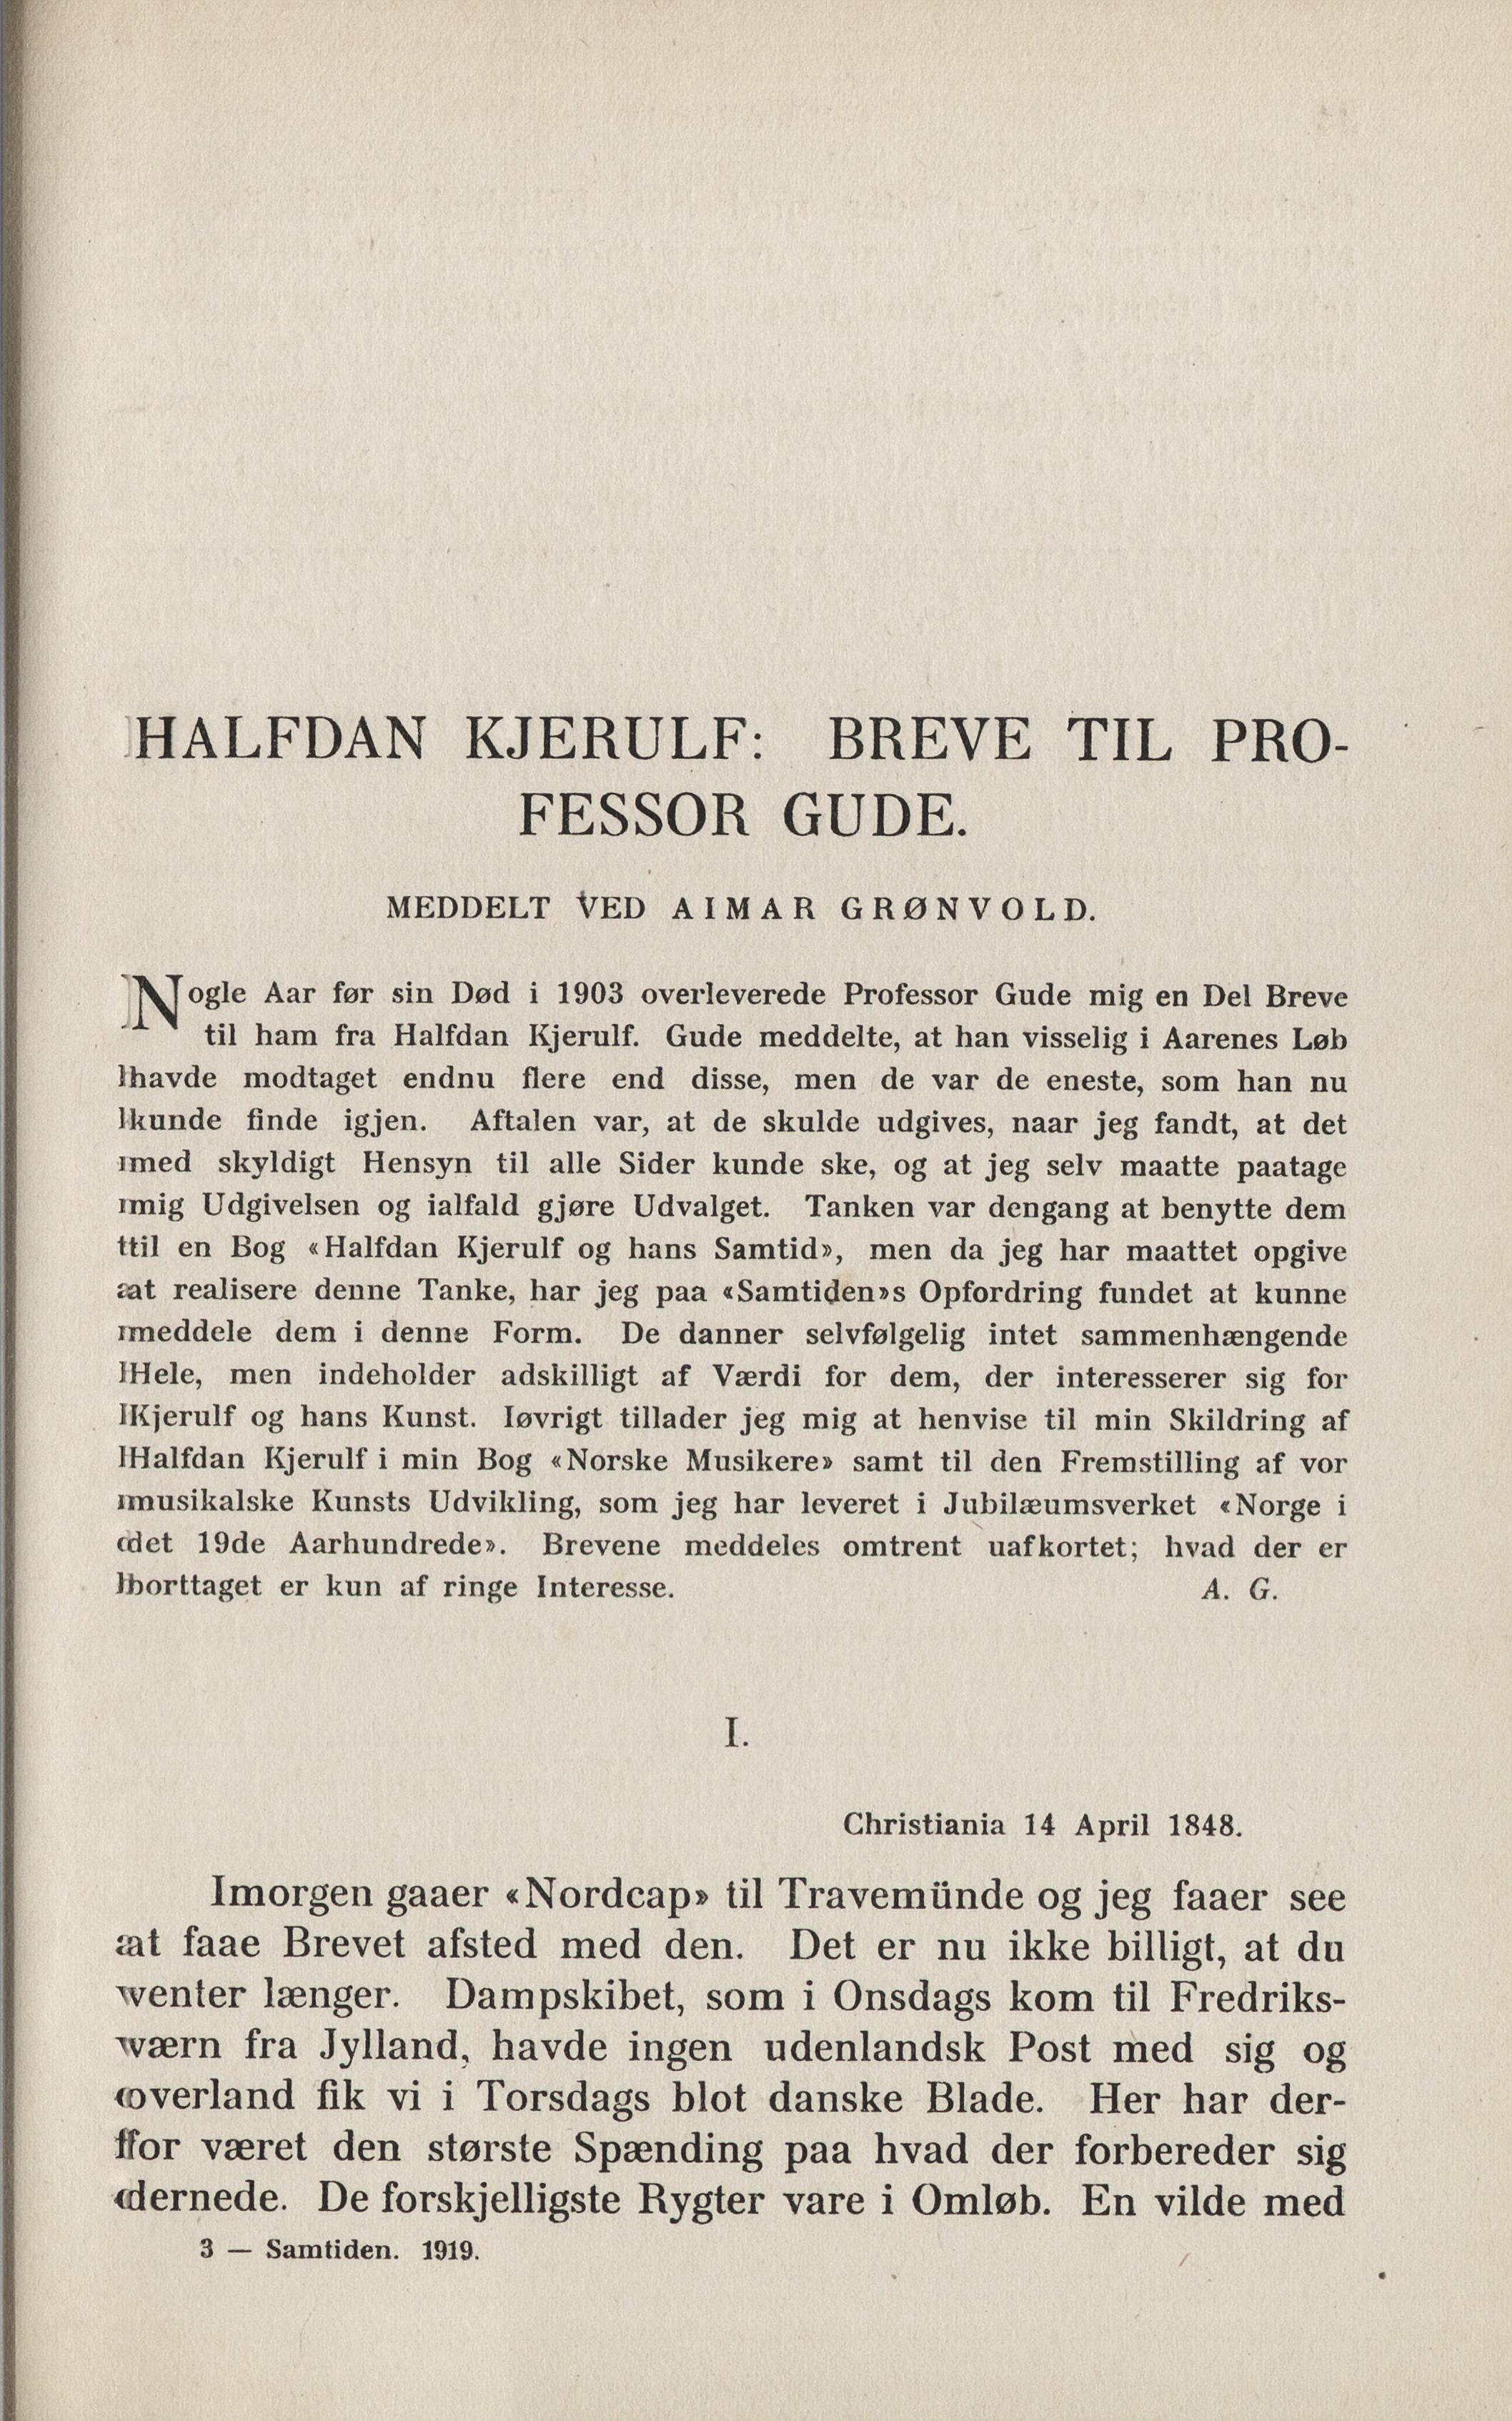 HALFDAN KJERULF: BREVE TIL PRO-
FESSOR GUDE.
MEDDELT VED AIMAR GRØNVOLD.
Nogle Aar før sin Død i 1903 overleverede Professor Gude mig en Del Breve
til ham fra Halfdan Kjerulf. Gude meddelte, at han visselig i Aarenes Løb
havde modtaget endnu flere end disse, men de var de eneste, som han nu
kunde finde igjen. Aftalen var, at de skulde udgives, naar jeg fandt, at det
med skyldigt Hensyn til alle Sider kunde ske, og at jeg selv maatte paatage
mig Udgivelsen og ialfald gjøre Udvalget. Tanken var dengang at benytte dem
til en Bog «Halfdan Kjerulf og hans Samtid», men da jeg har maattet opgive
at realisere denne Tanke, har jeg paa «Samtiden»s Opfordring fundet at kunne
meddele dem i denne Form. De danner selvfølgelig intet sammenhængende
Hele, men indeholder adskilligt af Værdi for dem, der interesserer sig for
Kjerulf og hans Kunst. Iøvrigt tillader jeg mig at henvise til min Skildring af
Halfdan Kjerulf i min Bog «Norske Musikere» samt til den Fremstilling af vor
musikalske Kunsts Udvikling, som jeg har leveret i Jubilæumsverket «Norge i
det 19de Aarhundrede». Brevene meddeles omtrent uafkortet; hvad der er
borttaget er kun af ringe Interesse. A. G.
I.
Christiania 14 April 1848.
Imorgen gaaer «Nordcap» til Travemünde og jeg faaer see
at faae Brevet afsted med den. Det er nu ikke billigt, at du
venter længer. Dampskibet, som i Onsdags kom til Fredriks-
værn fra Jylland, havde ingen udenlandsk Post med sig og
overland fik vi i Torsdags blot danske Blade. Her har der-
for været den største Spænding paa hvad der forbereder sig
dernede. De forskjelligste Rygter vare i Omløb. En vilde med
3 — Samtiden. 1919.